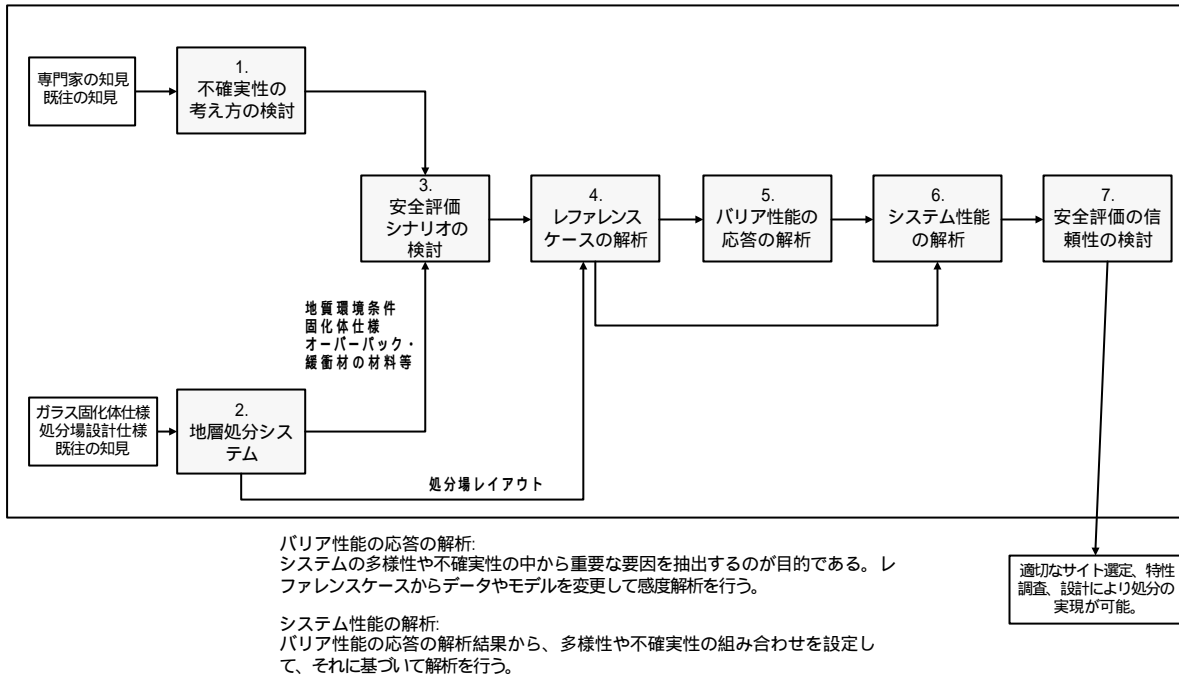 専門家の知見
既往の知見
1.
不確実性の
考え方の検討
3.
安全評価
シナリオの
検討
4.
レファレンス
ケースの解析
5.
バリア性能の
応答の解析
6.
システム性能
の解析
7.
安全評価の信
頼性の検討
地質環境条件
固化体仕様
オーバーパック・
緩衝材の材料等
ガラス固化体仕様
処分場設計仕様
既往の知見
2.
地層処分シス
テム
処分場レイアウト
バリア性能の応答の解析:
システムの多様性や不確実性の中から重要な要因を抽出するのが目的である。レ
ファレンスケースからデータやモデルを変更して感度解析を行う。
システム性能の解析:
バリア性能の応答の解析結果から、多様性や不確実性の組み合わせを設定し
て、それに基づいて解析を行う。
適切なサイト選定、特性
調査、設計により処分の
実現が可能。